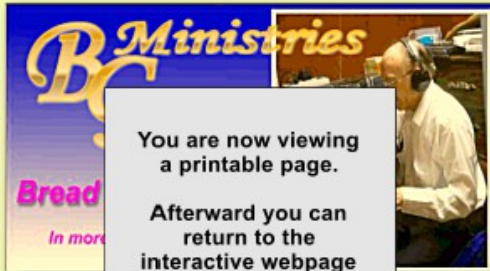 BC Ministries
Bread
In more
You are now viewing
a printable page.
Afterward you can
return to the
interactive webpage